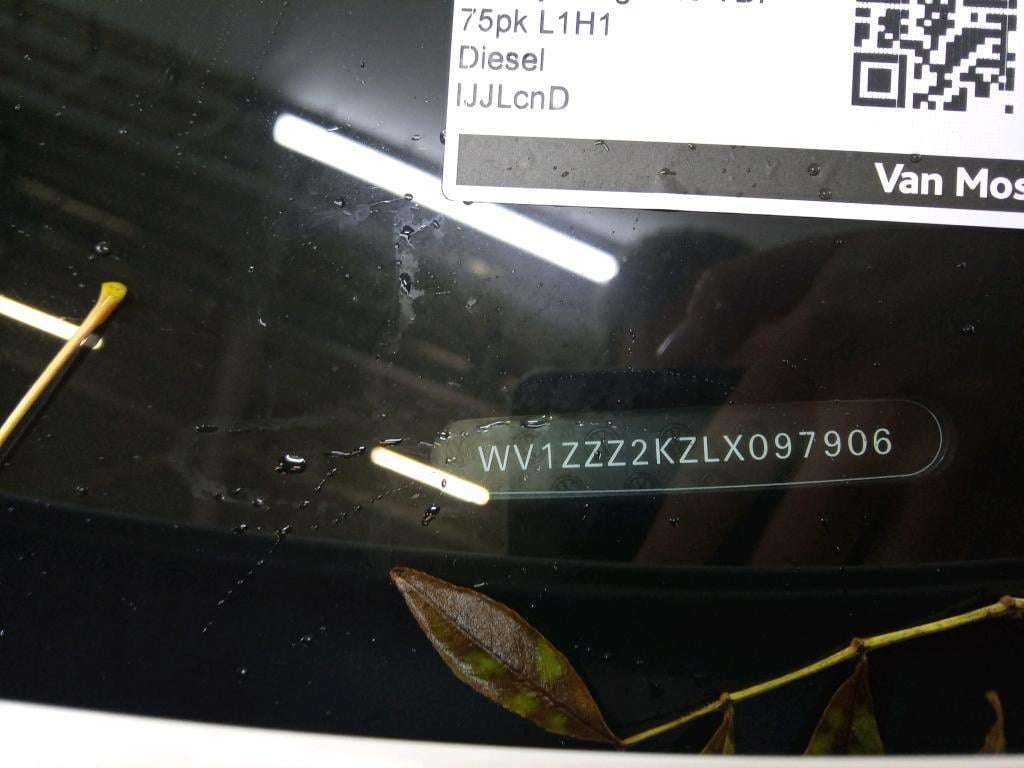 75pk L1H1
Diesel
IJJLcnD
Van Mos
WV1ZZZ2KZLX097906